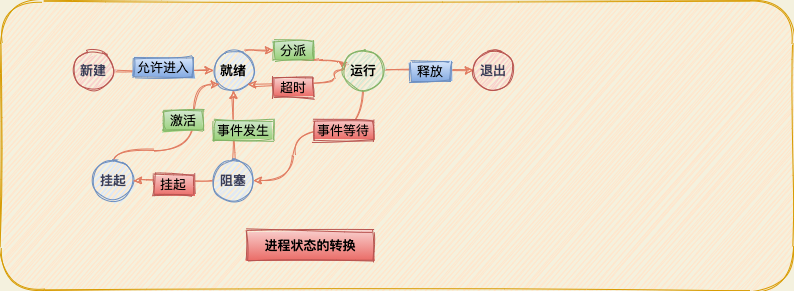 分派
新建
允许进入
就绪
运行
释放
退出
超时
激活
事件发生
事件等待
挂起
挂起
阻塞
进程状态的转换